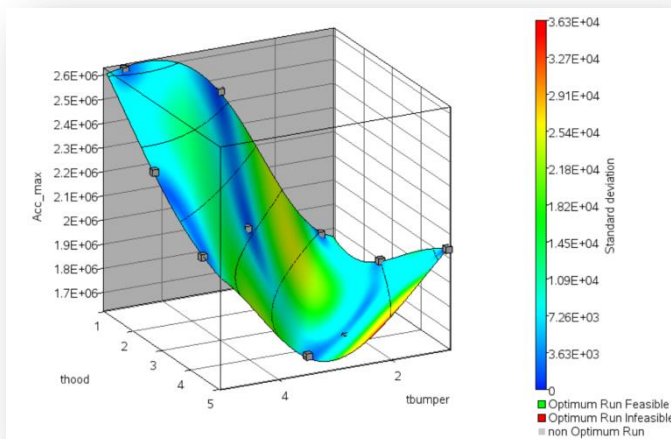 2.6E+06
2.5E+06
2.4E+06
2.3E+06
2.2E+06
2.1E+06
2E+06
1.9E+06
1.8E+06
1.7E+06
Acc_max
1
2
3
4
5
thood
4
2
tbumper
3.63E+04
3.27E+04
2.91E+04
2.54E+04
2.18E+04
1.82E+04
1.45E+04
1.09E+04
7.26E+03
3.63E+03
0
Standard deviation
Optimum Run Feasible
Optimum Run Infeasible
non Optimum Run